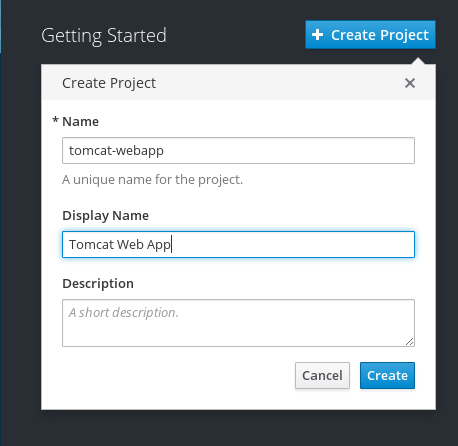 Getting Started
+ Create Project
Create Project
* Name
tomcat-webapp
A unique name for the project.
Display Name
Tomcat Web App
Description
A short description.
Cancel
Create